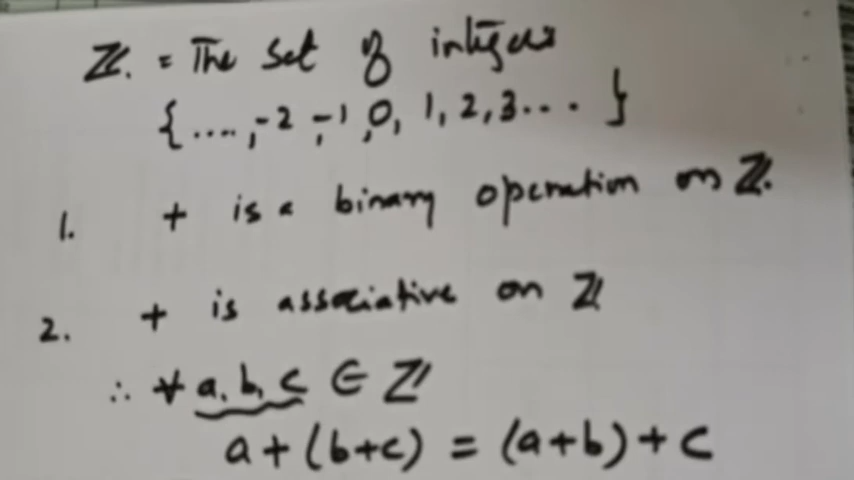 ℤ. = The set of integers
{ ...., -2, -1, 0, 1, 2, 3... }
1. + is a binary operation on ℤ.
2. + is associative on ℤ
∴ ∀ a, b, c ∈ ℤ
a + (b+c) = (a+b) + c